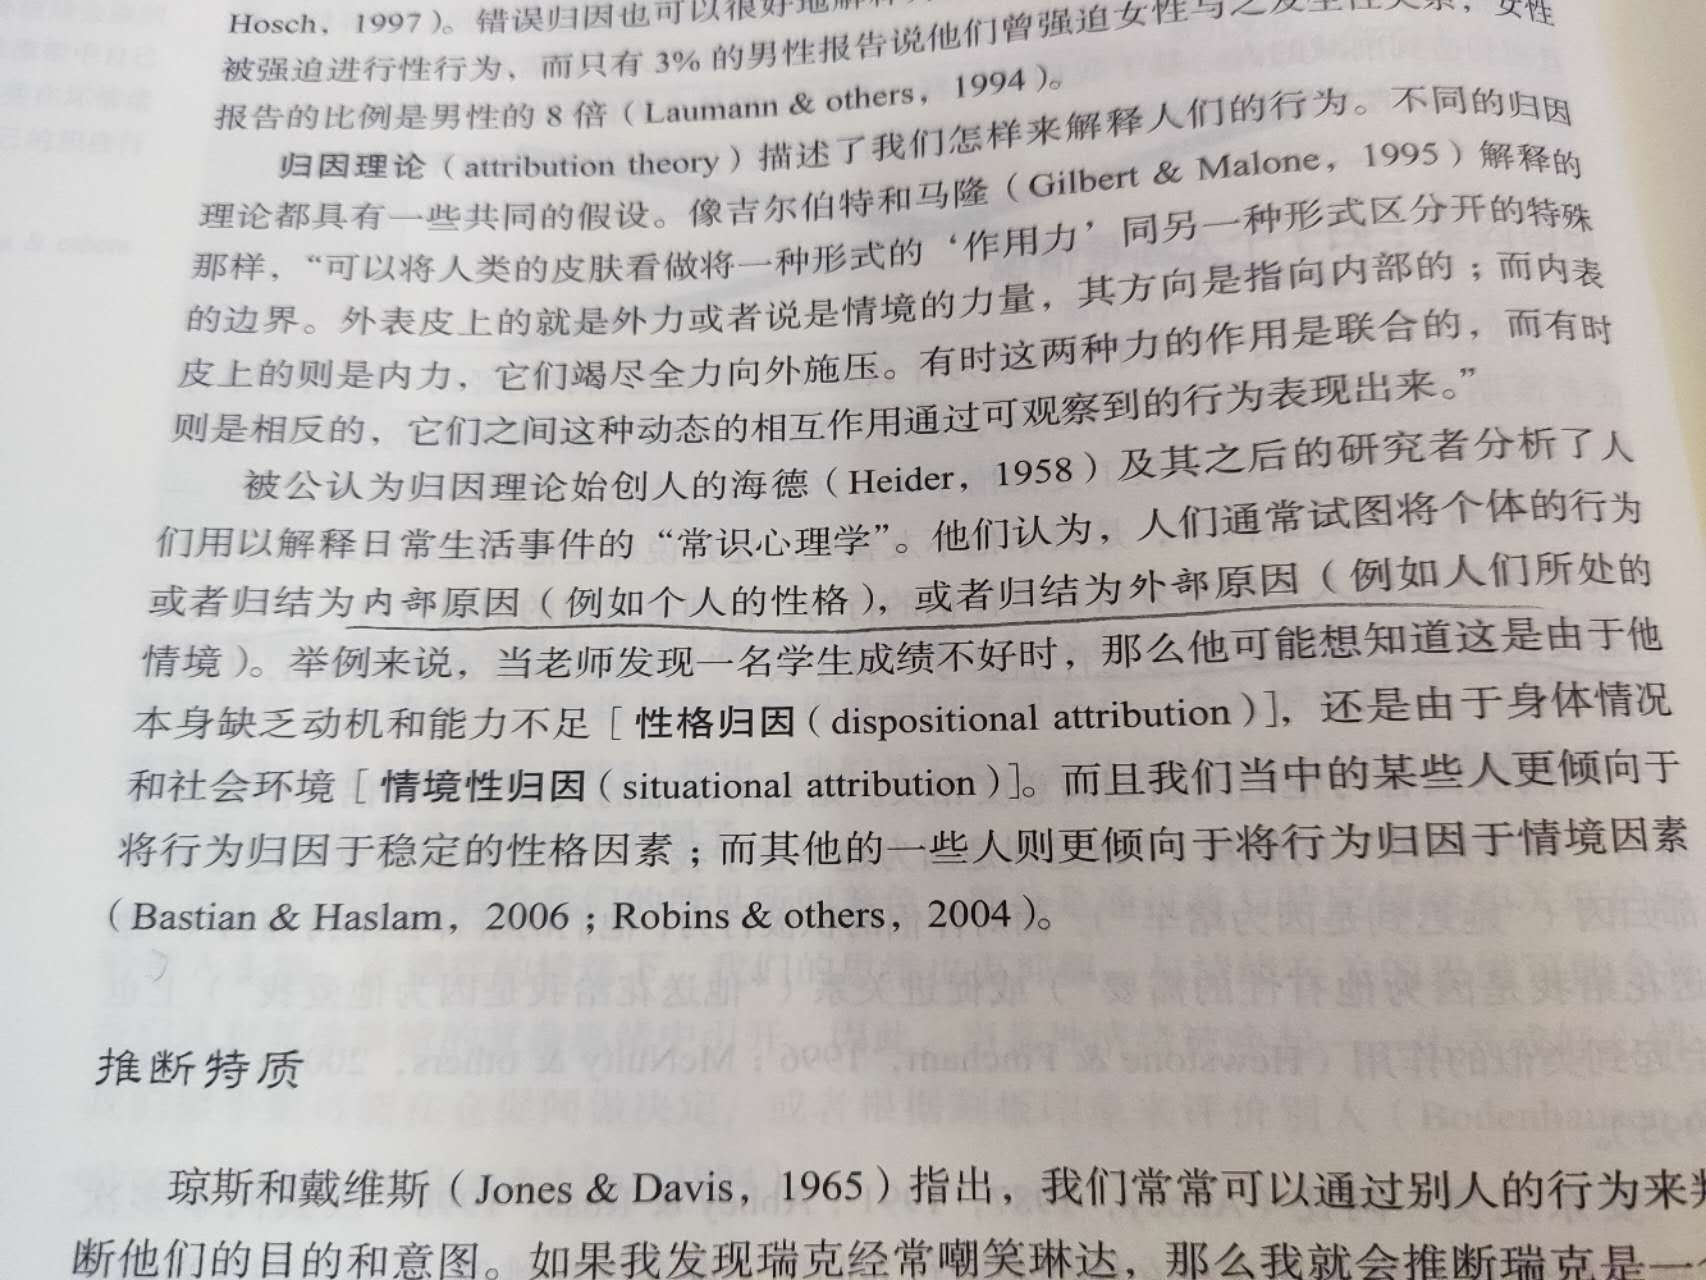 Hosch，1997）。错误归因也可以很好地解释
被强迫进行性行为，而只有 3% 的男性报告说他们曾强迫女性与之发生性关系，女性
报告的比例是男性的 8 倍（Laumann & others，1994）。
归因理论（attribution theory）描述了我们怎样来解释人们的行为。不同的归因
理论都具有一些共同的假设。像吉尔伯特和马隆（Gilbert & Malone，1995）解释的
那样，“可以将人类的皮肤看做将一种形式的‘作用力’同另一种形式区分开的特殊
的边界。外表皮上的就是外力或者说是情境的力量，其方向是指向内部的；而内表
皮上的则是内力，它们竭尽全力向外施压。有时这两种力的作用是联合的，而有时
则是相反的，它们之间这种动态的相互作用通过可观察到的行为表现出来。”
被公认为归因理论始创人的海德（Heider，1958）及其之后的研究者分析了人
们用以解释日常生活事件的“常识心理学”。他们认为，人们通常试图将个体的行为
或者归结为内部原因（例如个人的性格），或者归结为外部原因（例如人们所处的
情境）。举例来说，当老师发现一名学生成绩不好时，那么他可能想知道这是由于他
本身缺乏动机和能力不足［性格归因（dispositional attribution）］，还是由于身体情况
和社会环境［情境性归因（situational attribution）］。而且我们当中的某些人更倾向于
将行为归因于稳定的性格因素；而其他的一些人则更倾向于将行为归因于情境因素
（Bastian & Haslam，2006；Robins & others，2004）。
推断特质
琼斯和戴维斯（Jones & Davis，1965）指出，我们常常可以通过别人的行为来判
断他们的目的和意图。如果我发现瑞克经常嘲笑琳达，那么我就会推断瑞克是一